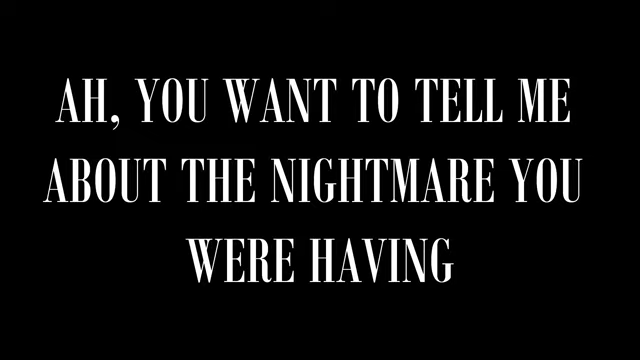 AH, YOU WANT TO TELL ME
ABOUT THE NIGHTMARE YOU
WERE HAVING